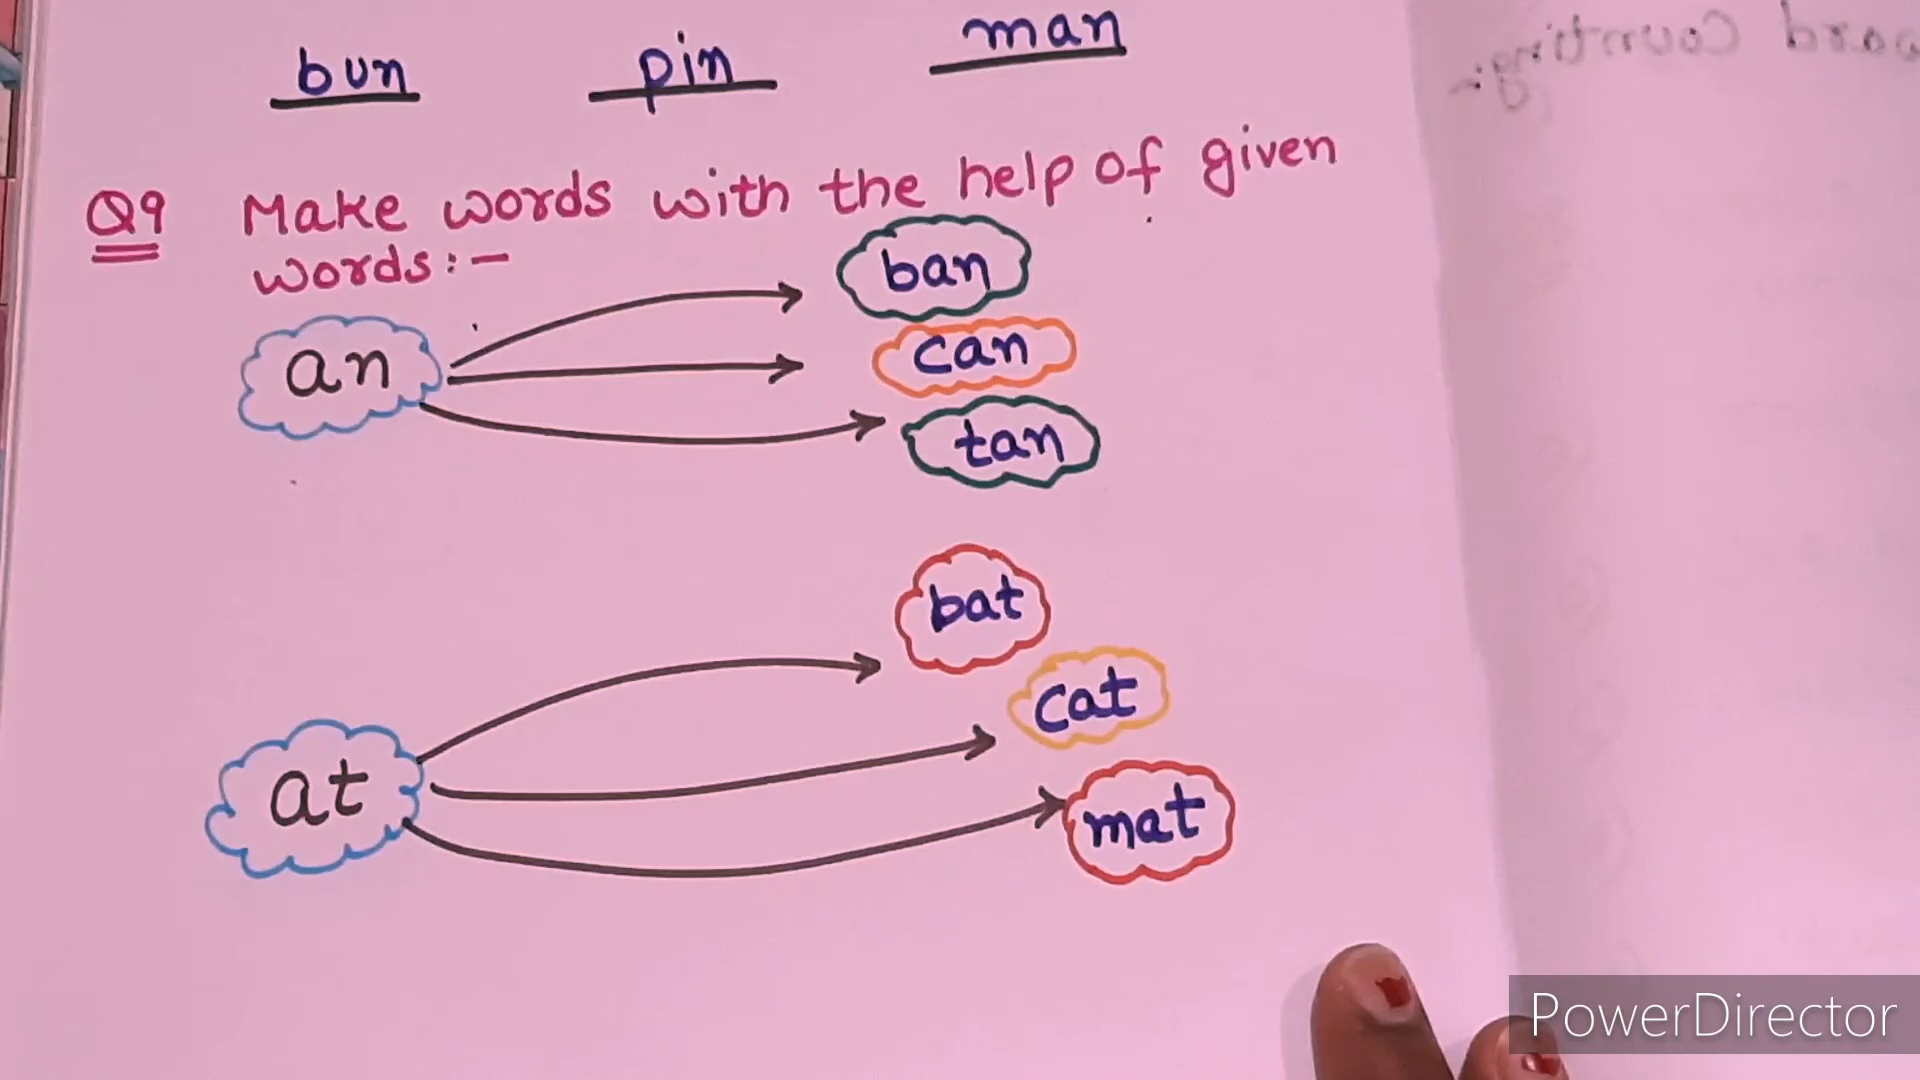 bun pin man
Q9 Make words with the help of given
words:-
an
ban
can
tan
at
bat
cat
mat
PowerDirector